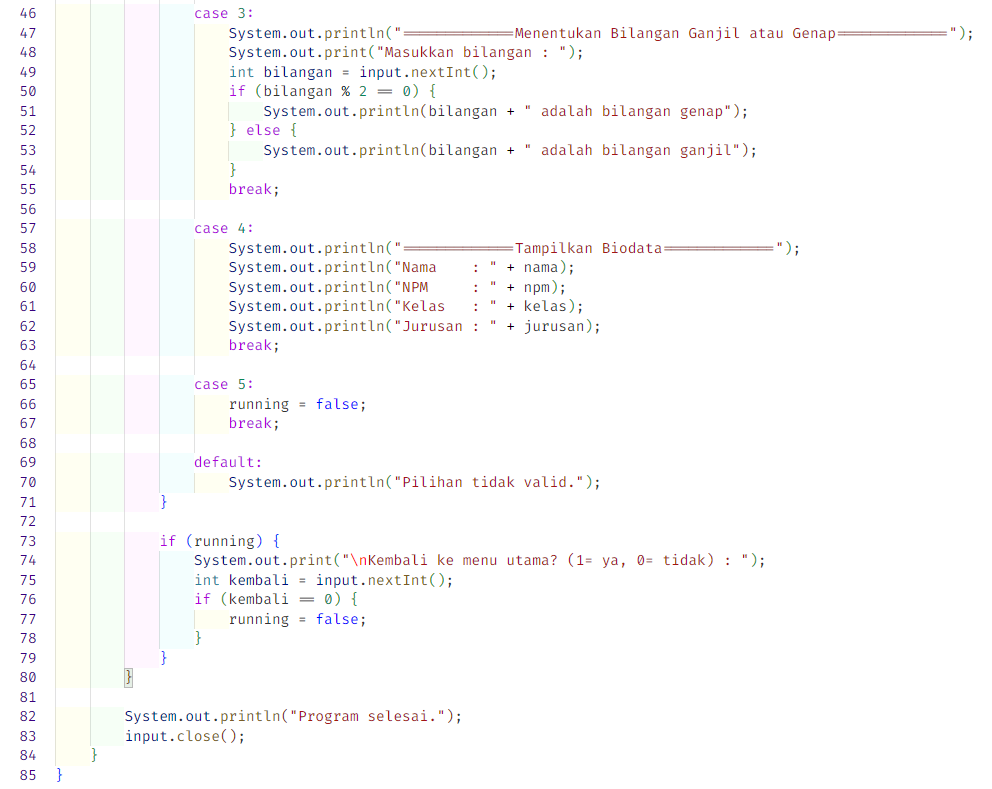 46 case 3:
47 System.out.println("=============Menentukan Bilangan Ganjil atau Genap=============");
48 System.out.print("Masukkan bilangan : ");
49 int bilangan = input.nextInt();
50 if (bilangan % 2 == 0) {
51 System.out.println(bilangan + " adalah bilangan genap");
52 } else {
53 System.out.println(bilangan + " adalah bilangan ganjil");
54 }
55 break;
56
57 case 4:
58 System.out.println("=============Tampilkan Biodata=============");
59 System.out.println("Nama    : " + nama);
60 System.out.println("NPM     : " + npm);
61 System.out.println("Kelas   : " + kelas);
62 System.out.println("Jurusan : " + jurusan);
63 break;
64
65 case 5:
66 running = false;
67 break;
68
69 default:
70 System.out.println("Pilihan tidak valid.");
71 }
72
73 if (running) {
74 System.out.print("\nKembali ke menu utama? (1= ya, 0= tidak) : ");
75 int kembali = input.nextInt();
76 if (kembali == 0) {
77 running = false;
78 }
79 }
80 }
81
82 System.out.println("Program selesai.");
83 input.close();
84 }
85 }